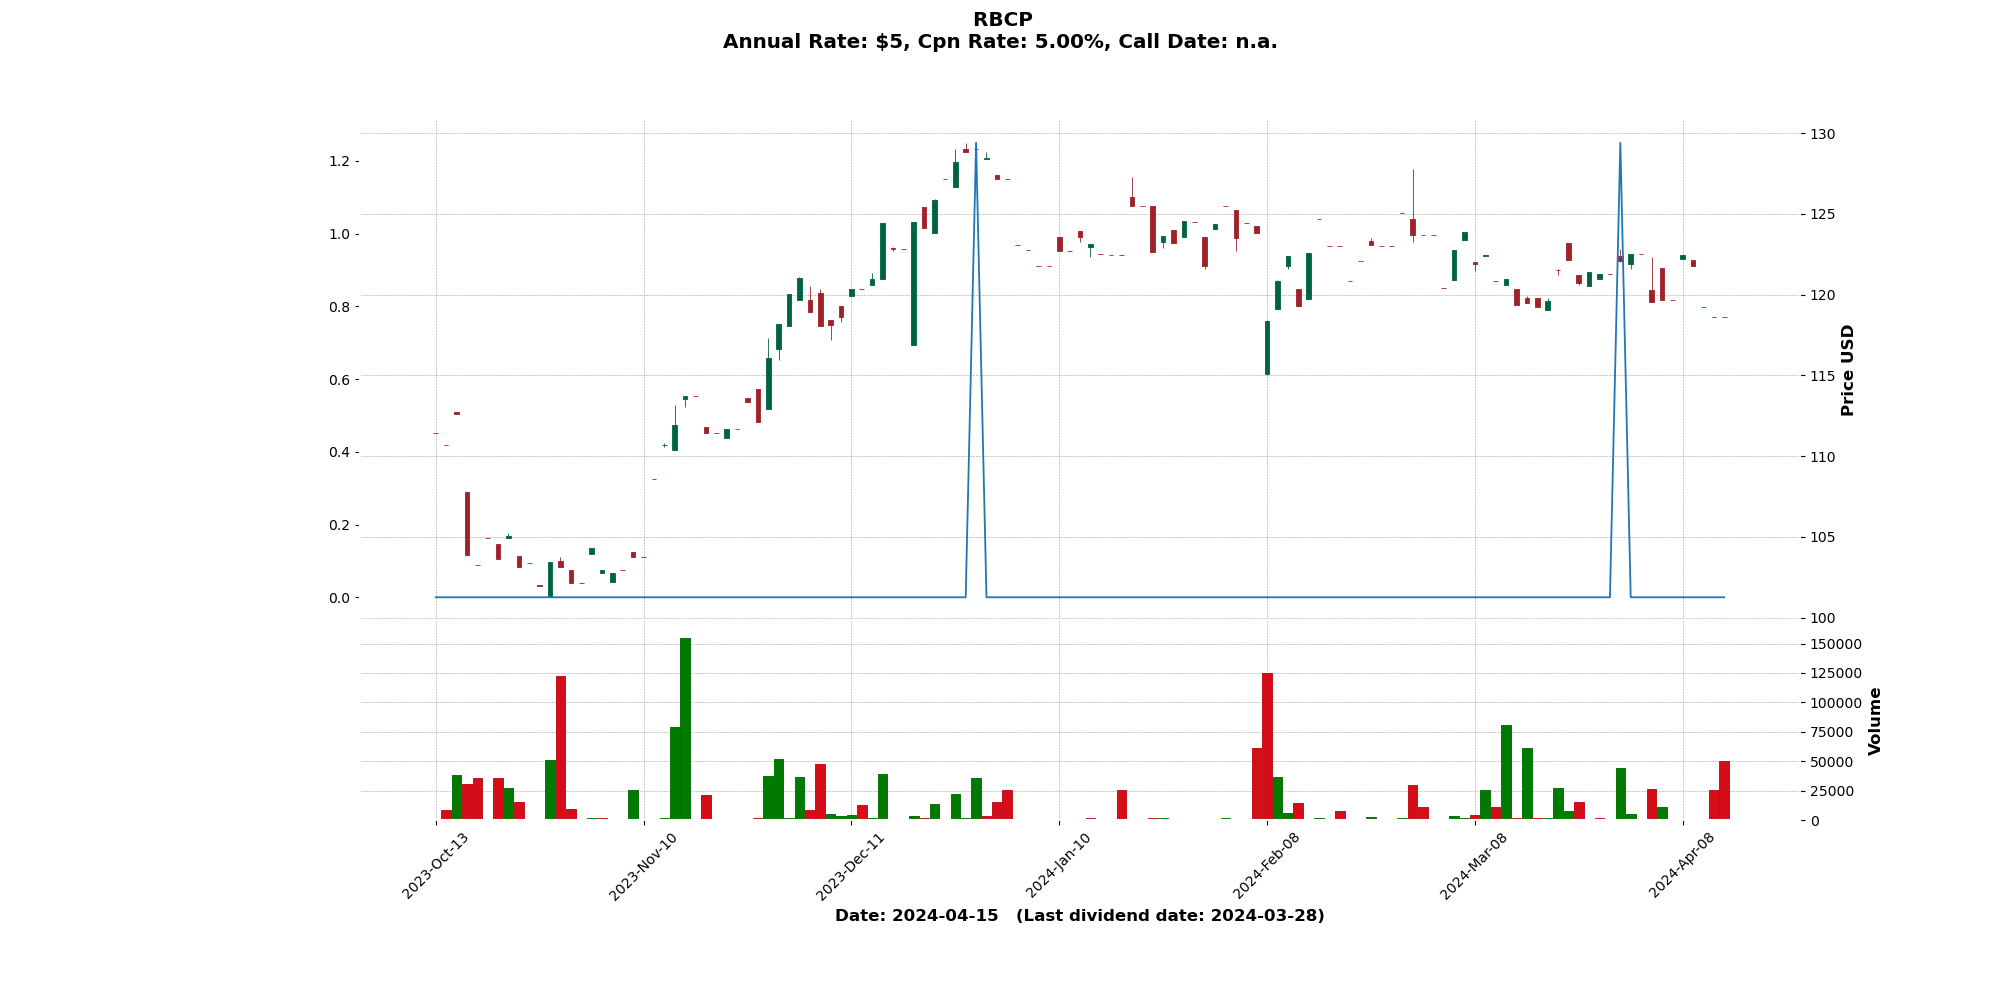 RBCP
Annual Rate: $5, Cpn Rate: 5.00%, Call Date: n.a.
130
1.2
125
1.0
120
0.8
Price USD
115
0.6
110
0.4
105
0.2
0.0
100
150000
125000
100000
75000
50000
25000
0
Volume
2023-Oct-13
2023-Nov-10
2023-Dec-11
2024-Jan-10
2024-Feb-08
2024-Mar-08
2024-Apr-08
Date: 2024-04-15 (Last dividend date: 2024-03-28)